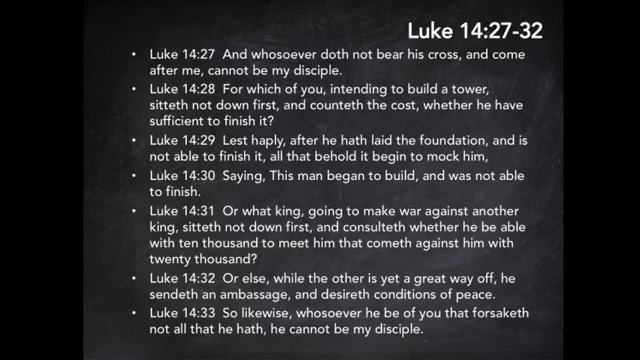 Luke 14:27-32
• Luke 14:27 And whosoever doth not bear his cross, and come
after me, cannot be my disciple.
• Luke 14:28 For which of you, intending to build a tower,
sitteth not down first, and counteth the cost, whether he have
sufficient to finish it?
• Luke 14:29 Lest haply, after he hath laid the foundation, and is
not able to finish it, all that behold it begin to mock him,
• Luke 14:30 Saying, This man began to build, and was not able
to finish.
• Luke 14:31 Or what king, going to make war against another
king, sitteth not down first, and consulteth whether he be able
with ten thousand to meet him that cometh against him with
twenty thousand?
• Luke 14:32 Or else, while the other is yet a great way off, he
sendeth an ambassage, and desireth conditions of peace.
• Luke 14:33 So likewise, whosoever he be of you that forsaketh
not all that he hath, he cannot be my disciple.